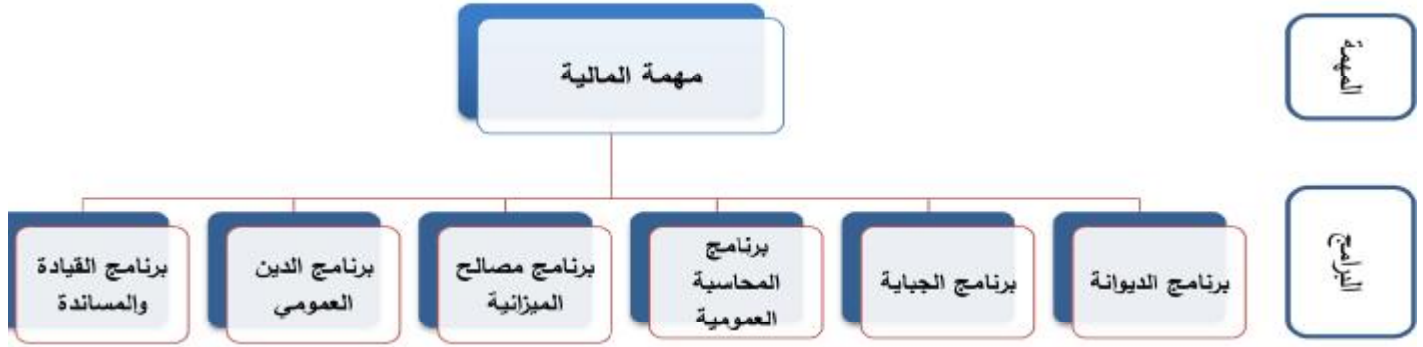 المهمة
مهمة المالية
البرامج
برنامج الديوانة
برنامج الجباية
برنامج
المحاسبة
العمومية
برنامج مصالح
الميزانية
برنامج الدين
العمومي
برنامج القيادة
والمساندة